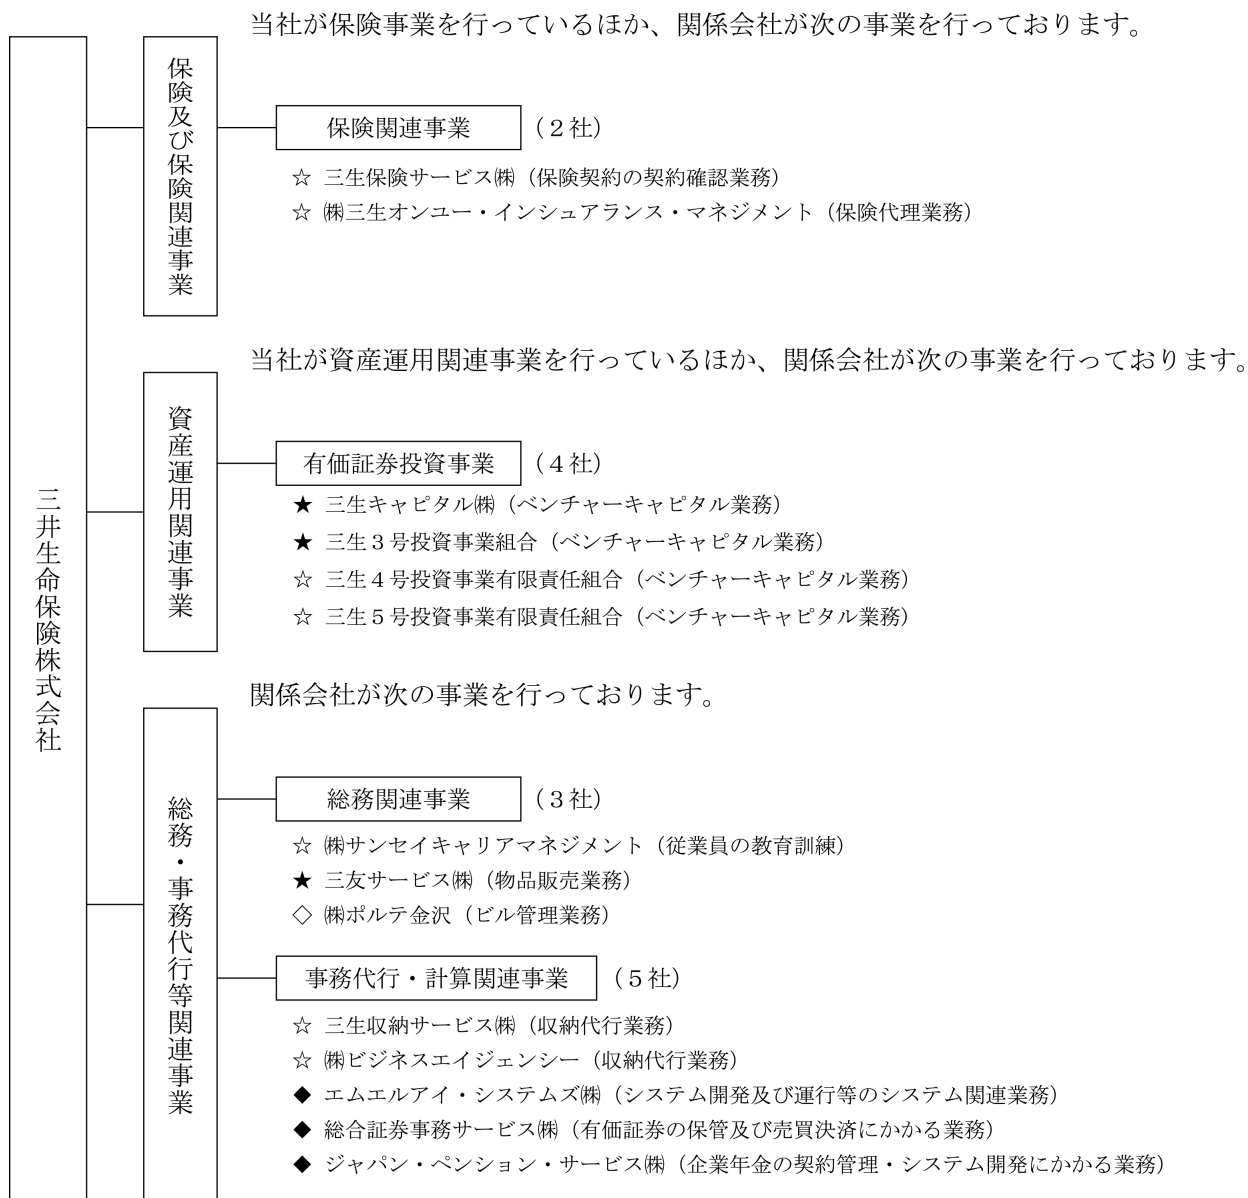 三井生命保険株式会社
当社が保険事業を行っているほか、関係会社が次の事業を行っております。
保険及び保険関連事業
保険関連事業（２社）
☆ 三生保険サービス㈱（保険契約の契約確認業務）
☆ ㈱三生オンユー・インシュアランス・マネジメント（保険代理業務）
当社が資産運用関連事業を行っているほか、関係会社が次の事業を行っております。
資産運用関連事業
有価証券投資事業（４社）
★ 三生キャピタル㈱（ベンチャーキャピタル業務）
★ 三生３号投資事業組合（ベンチャーキャピタル業務）
☆ 三生４号投資事業有限責任組合（ベンチャーキャピタル業務）
☆ 三生５号投資事業有限責任組合（ベンチャーキャピタル業務）
関係会社が次の事業を行っております。
総務・事務代行等関連事業
総務関連事業（３社）
☆ ㈱サンセイキャリアマネジメント（従業員の教育訓練）
★ 三友サービス㈱（物品販売業務）
◇ ㈱ポルテ金沢（ビル管理業務）
事務代行・計算関連事業（５社）
☆ 三生収納サービス㈱（収納代行業務）
☆ ㈱ビジネスエイジェンシー（収納代行業務）
◆ エムエルアイ・システムズ㈱（システム開発及び運行等のシステム関連業務）
◆ 総合証券事務サービス㈱（有価証券の保管及び売買決済にかかる業務）
◆ ジャパン・ペンション・サービス㈱（企業年金の契約管理・システム開発にかかる業務）